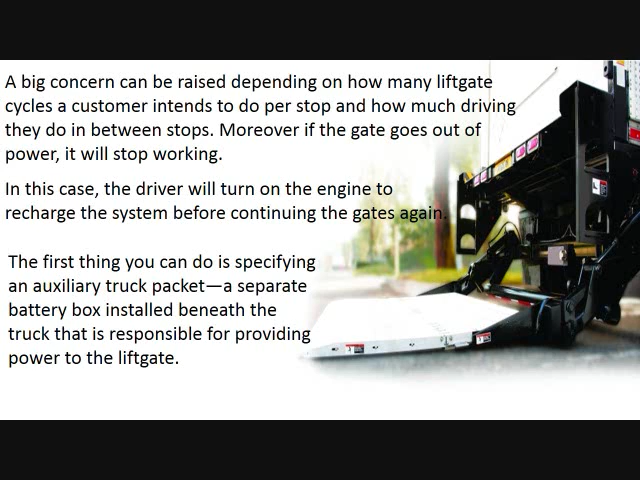 A big concern can be raised depending on how many liftgate
cycles a customer intends to do per stop and how much driving
they do in between stops. Moreover if the gate goes out of
power, it will stop working.
In this case, the driver will turn on the engine to
recharge the system before continuing the gates again.
The first thing you can do is specifying
an auxiliary truck packet—a separate
battery box installed beneath the
truck that is responsible for providing
power to the liftgate.